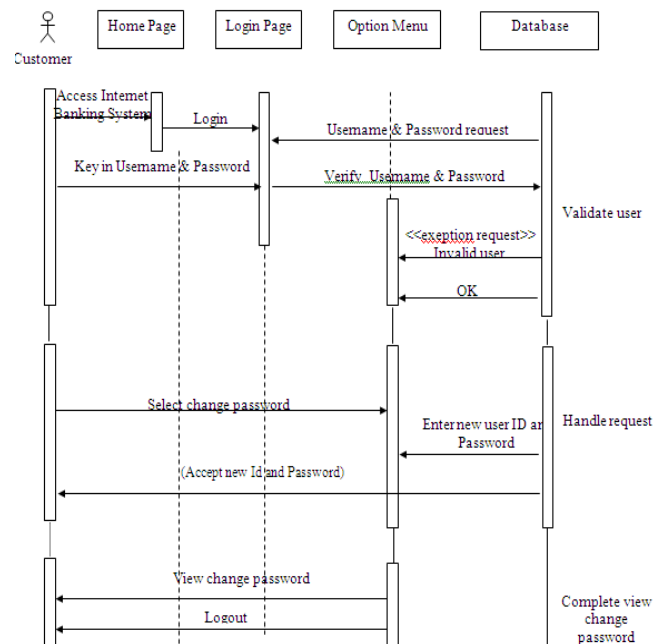 Home Page
Login Page
Option Menu
Database
Customer
Access Internet
Banking System
Login
Username & Password request
Key in Username & Password
Verify Username & Password
Validate user
<<exeption request>>
Invalid user
OK
Select change password
Enter new user ID an
Password
Handle request
(Accept new Id and Password)
View change password
Logout
Complete view
change
password